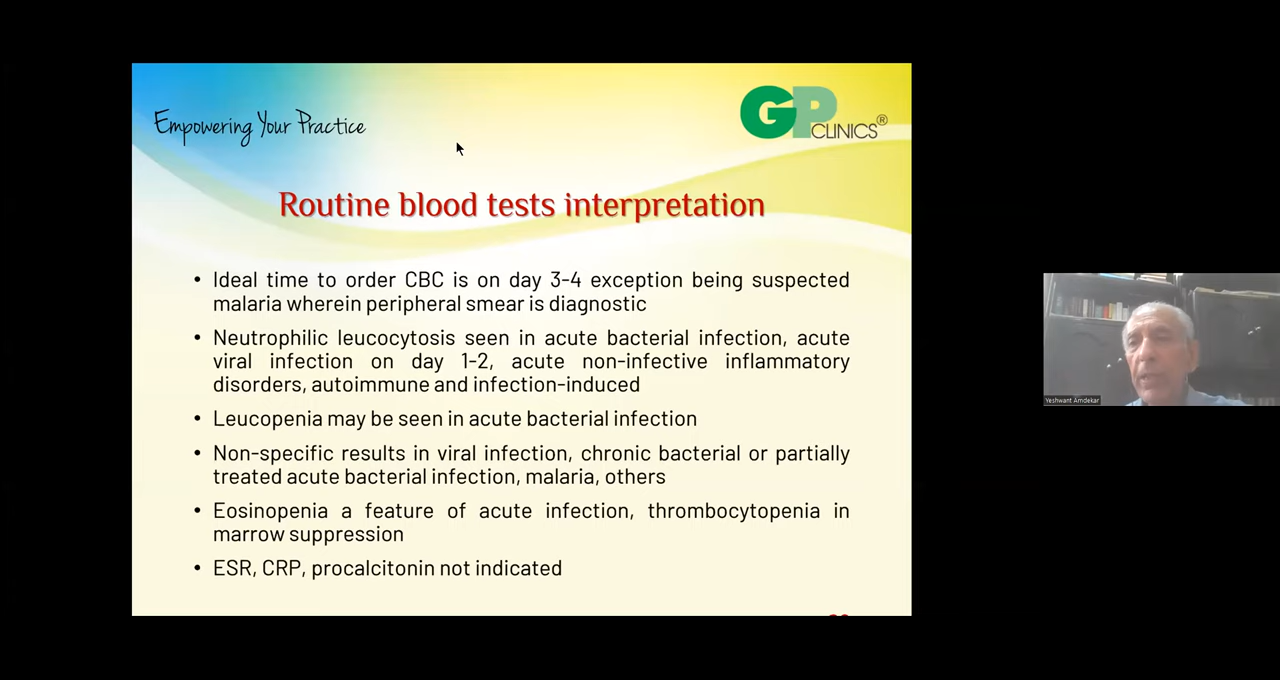 Empowering Your Practice
GP CLINICS®
Routine blood tests interpretation
• Ideal time to order CBC is on day 3-4 exception being suspected
malaria wherein peripheral smear is diagnostic
• Neutrophilic leucocytosis seen in acute bacterial infection, acute
viral infection on day 1-2, acute non-infective inflammatory
disorders, autoimmune and infection-induced
• Leucopenia may be seen in acute bacterial infection
• Non-specific results in viral infection, chronic bacterial or partially
treated acute bacterial infection, malaria, others
• Eosinopenia a feature of acute infection, thrombocytopenia in
marrow suppression
• ESR, CRP, procalcitonin not indicated
Yeshwant Amdekar